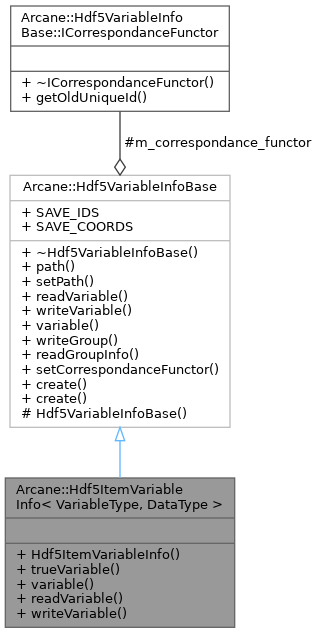 Arcane::Hdf5VariableInfo
Base::ICorrespondanceFunctor
+ ~ICorrespondanceFunctor()
+ getOldUniqueId()
#m_correspondance_functor
Arcane::Hdf5VariableInfoBase
+ SAVE_IDS
+ SAVE_COORDS
+ ~Hdf5VariableInfoBase()
+ path()
+ setPath()
+ readVariable()
+ writeVariable()
+ variable()
+ writeGroup()
+ readGroupInfo()
+ setCorrespondanceFunctor()
+ create()
+ create()
# Hdf5VariableInfoBase()
Arcane::Hdf5ItemVariable
Info< VariableType, DataType >
+ Hdf5ItemVariableInfo()
+ trueVariable()
+ variable()
+ readVariable()
+ writeVariable()